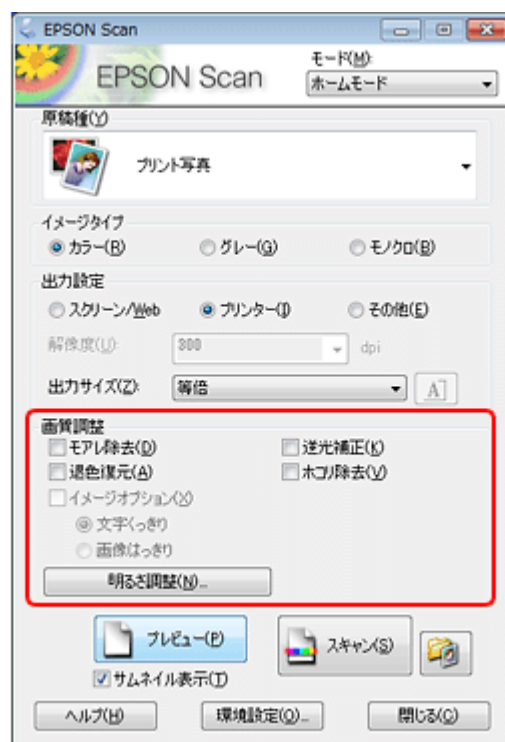 EPSON Scan
EPSON Scan
モード(M):
ホームモード
原稿種(Y)
プリント写真
イメージタイプ
カラー(R) グレー(G) モノクロ(B)
出力設定
スクリーン/Web プリンター(I) その他(E)
解像度(U): 300 dpi
出力サイズ(Z): 等倍
画質調整
モアレ除去(D) 逆光補正(K)
退色復元(A) ホコリ除去(V)
イメージオプション(X)
文字くっきり
画像はっきり
明るさ調整(N)...
プレビュー(P) スキャン(S)
サムネイル表示(T)
ヘルプ(H) 環境設定(O)... 閉じる(C)